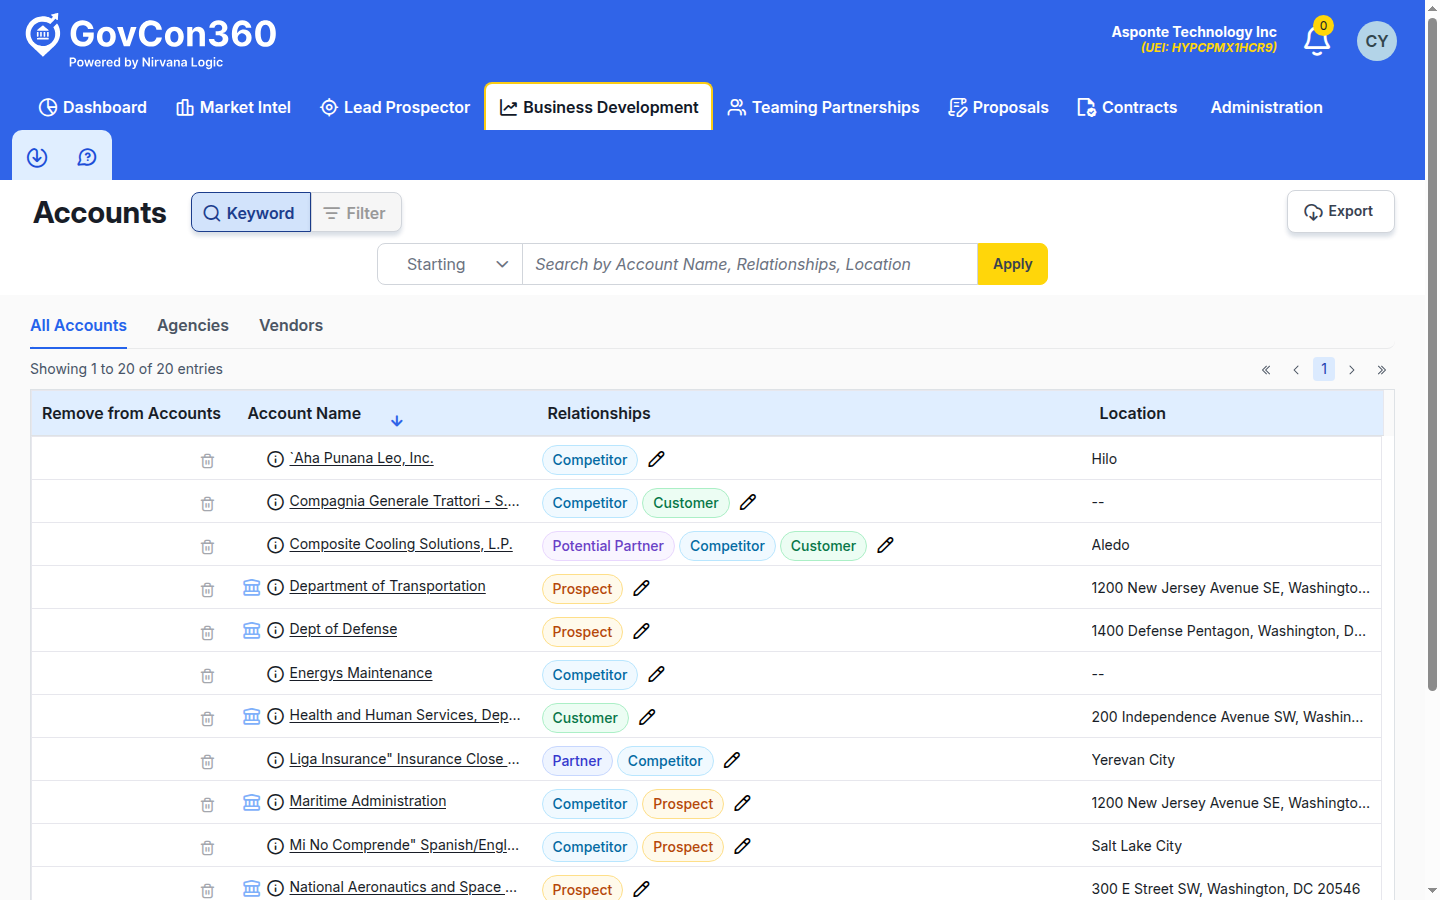 GovCon360
Powered by Nirvana Logic
Asponte Technology Inc
(UEI: HYPCPMX1HCR9)
0
CY
Dashboard
Market Intel
Lead Prospector
Business Development
Teaming Partnerships
Proposals
Contracts
Administration
Accounts
Keyword
Filter
Export
Starting
Search by Account Name, Relationships, Location
Apply
All Accounts
Agencies
Vendors
Showing 1 to 20 of 20 entries
« ‹ 1 › »
Remove from Accounts Account Name Relationships Location
`Aha Punana Leo, Inc. Competitor Hilo
Compagnia Generale Trattori - S.... Competitor Customer --
Composite Cooling Solutions, L.P. Potential Partner Competitor Customer Aledo
Department of Transportation Prospect 1200 New Jersey Avenue SE, Washingto...
Dept of Defense Prospect 1400 Defense Pentagon, Washington, D...
Energys Maintenance Competitor --
Health and Human Services, Dep... Customer 200 Independence Avenue SW, Washin...
Liga Insurance" Insurance Close ... Partner Competitor Yerevan City
Maritime Administration Competitor Prospect 1200 New Jersey Avenue SE, Washingto...
Mi No Comprende" Spanish/Engl... Competitor Prospect Salt Lake City
National Aeronautics and Space ... Prospect 300 E Street SW, Washington, DC 20546